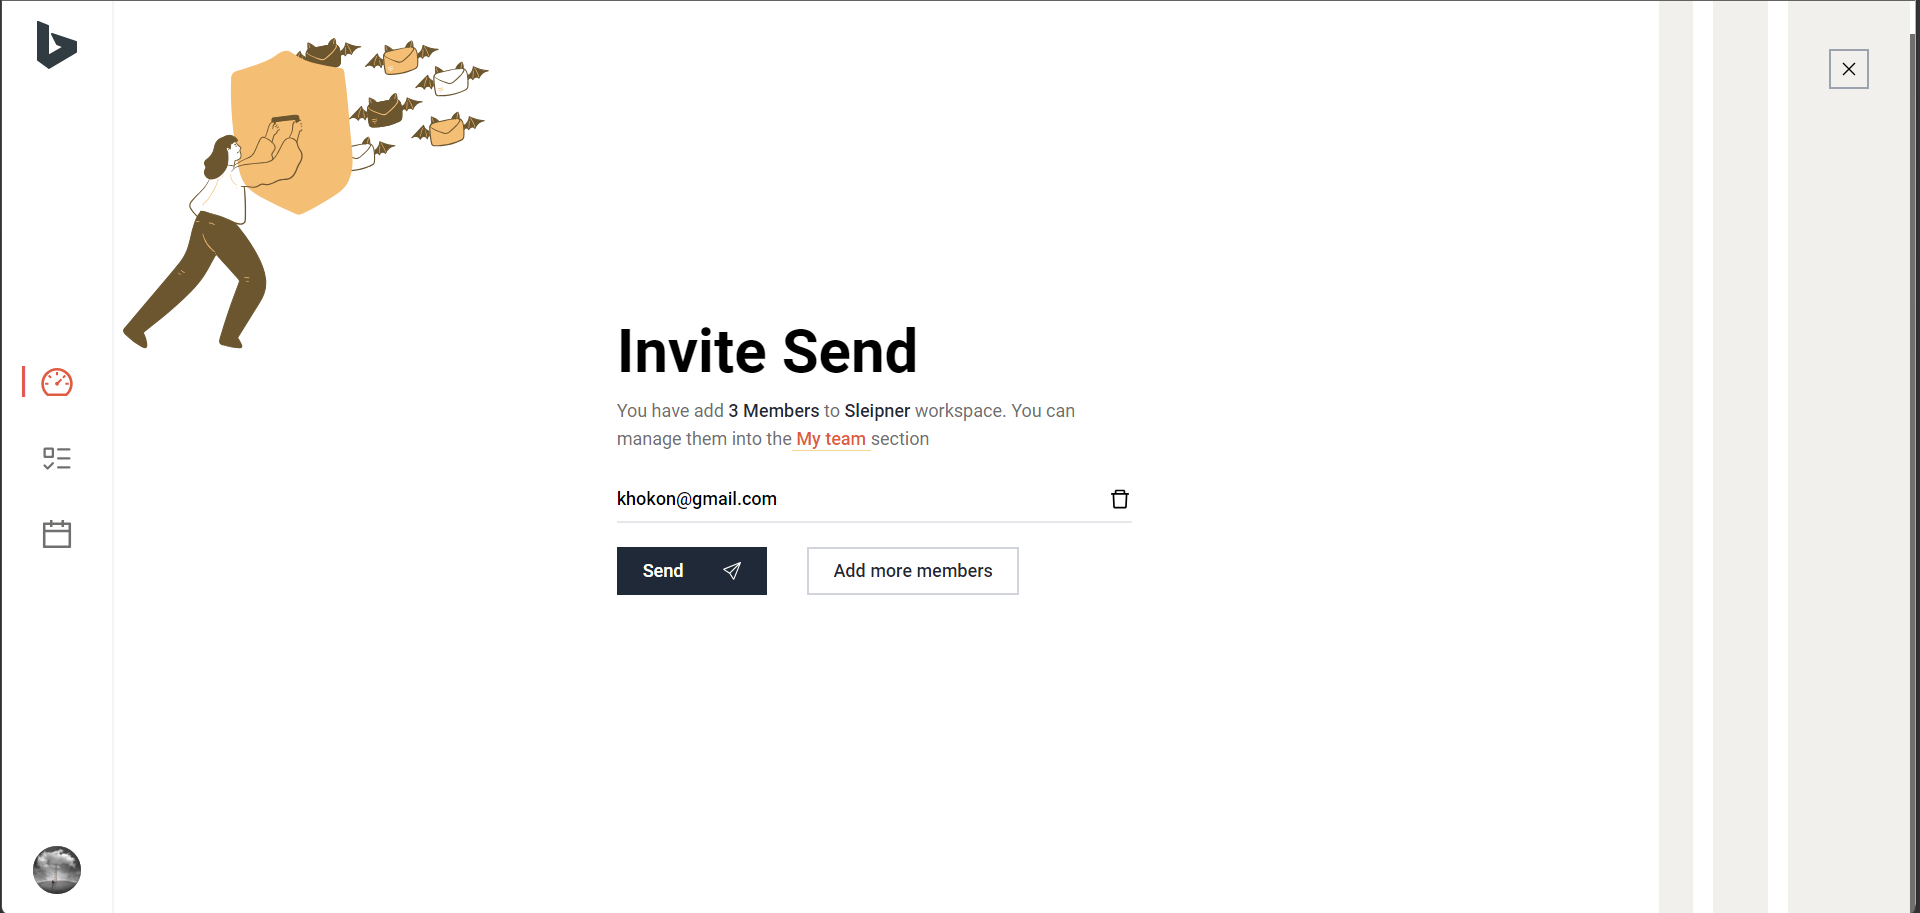 Invite Send
You have add 3 Members to Sleipner workspace. You can
manage them into the My team section
khokon@gmail.com
Send
Add more members